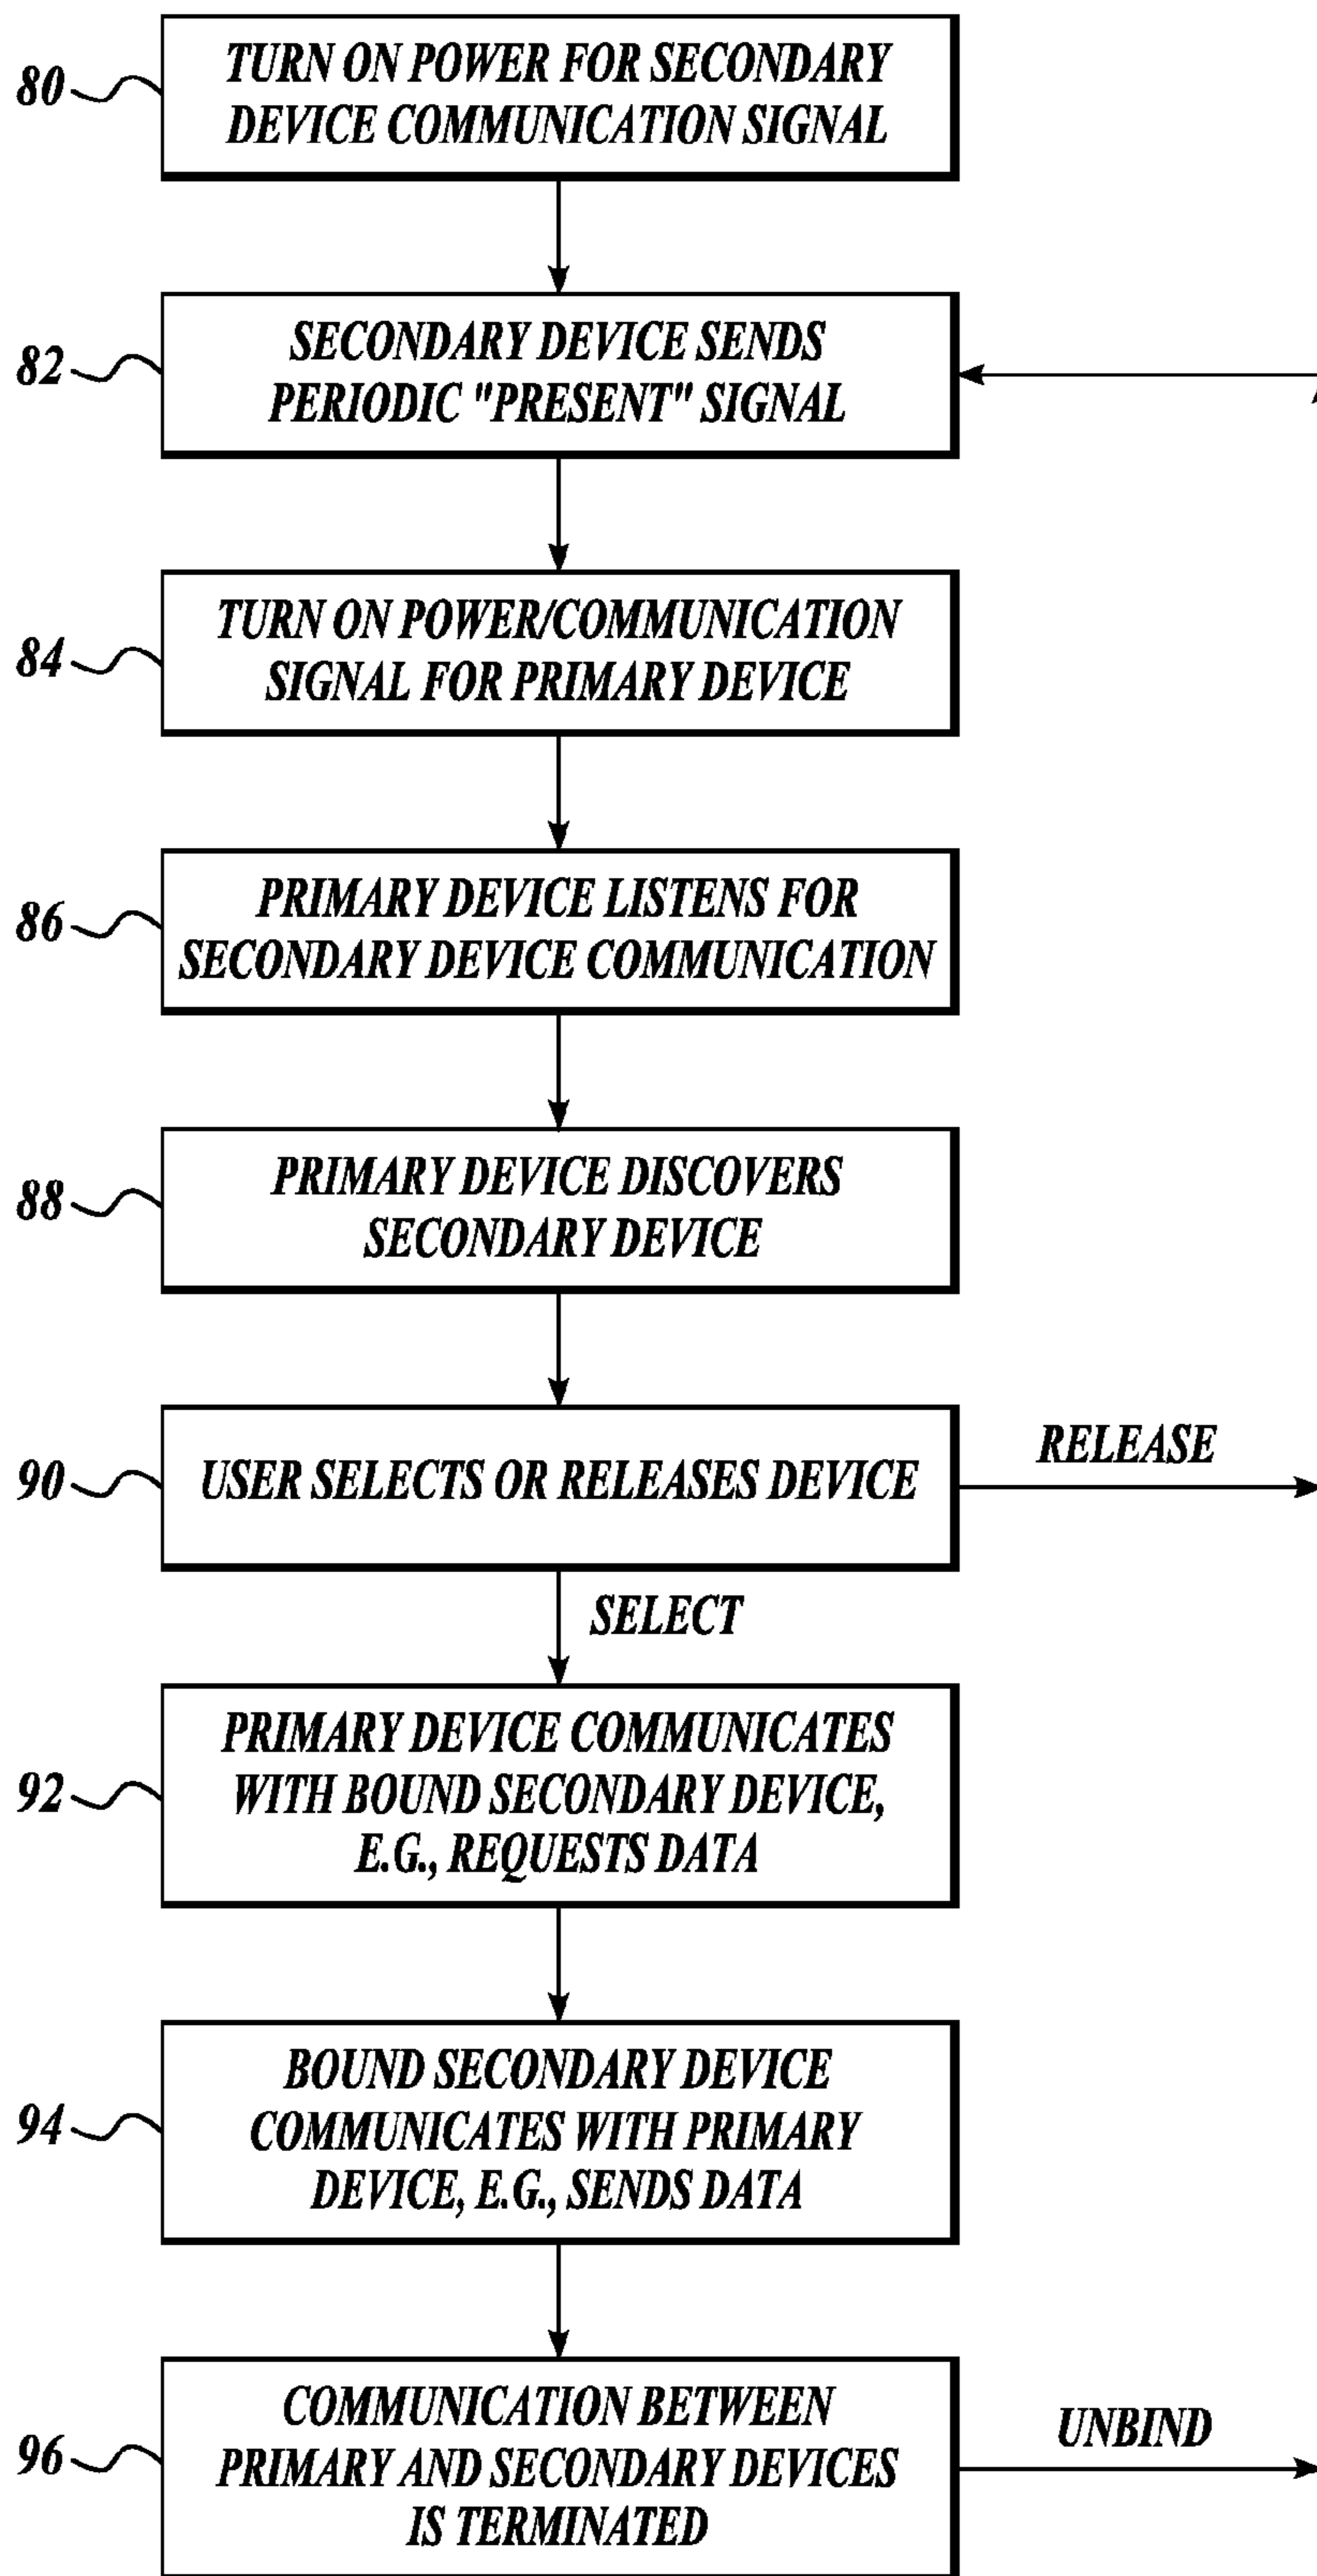 80
TURN ON POWER FOR SECONDARY
DEVICE COMMUNICATION SIGNAL
82
SECONDARY DEVICE SENDS
PERIODIC "PRESENT" SIGNAL
84
TURN ON POWER/COMMUNICATION
SIGNAL FOR PRIMARY DEVICE
86
PRIMARY DEVICE LISTENS FOR
SECONDARY DEVICE COMMUNICATION
88
PRIMARY DEVICE DISCOVERS
SECONDARY DEVICE
90
USER SELECTS OR RELEASES DEVICE
RELEASE
SELECT
92
PRIMARY DEVICE COMMUNICATES
WITH BOUND SECONDARY DEVICE,
E.G., REQUESTS DATA
94
BOUND SECONDARY DEVICE
COMMUNICATES WITH PRIMARY
DEVICE, E.G., SENDS DATA
96
COMMUNICATION BETWEEN
PRIMARY AND SECONDARY DEVICES
IS TERMINATED
UNBIND